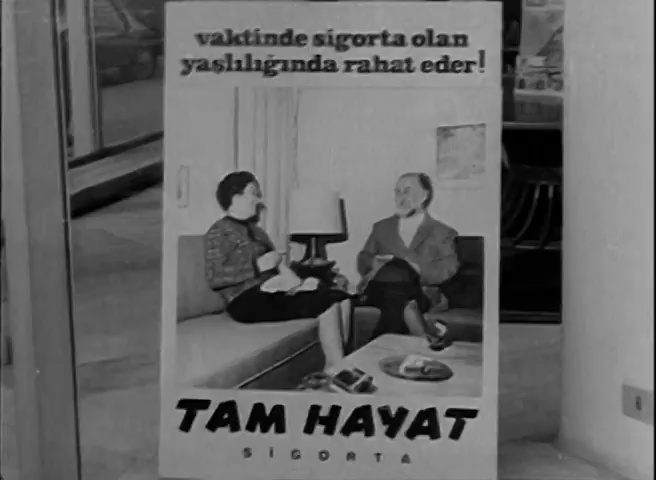 vaktinde sigorta olan
yaşlılığında rahat eder!
TAM HAYAT
SİGORTA